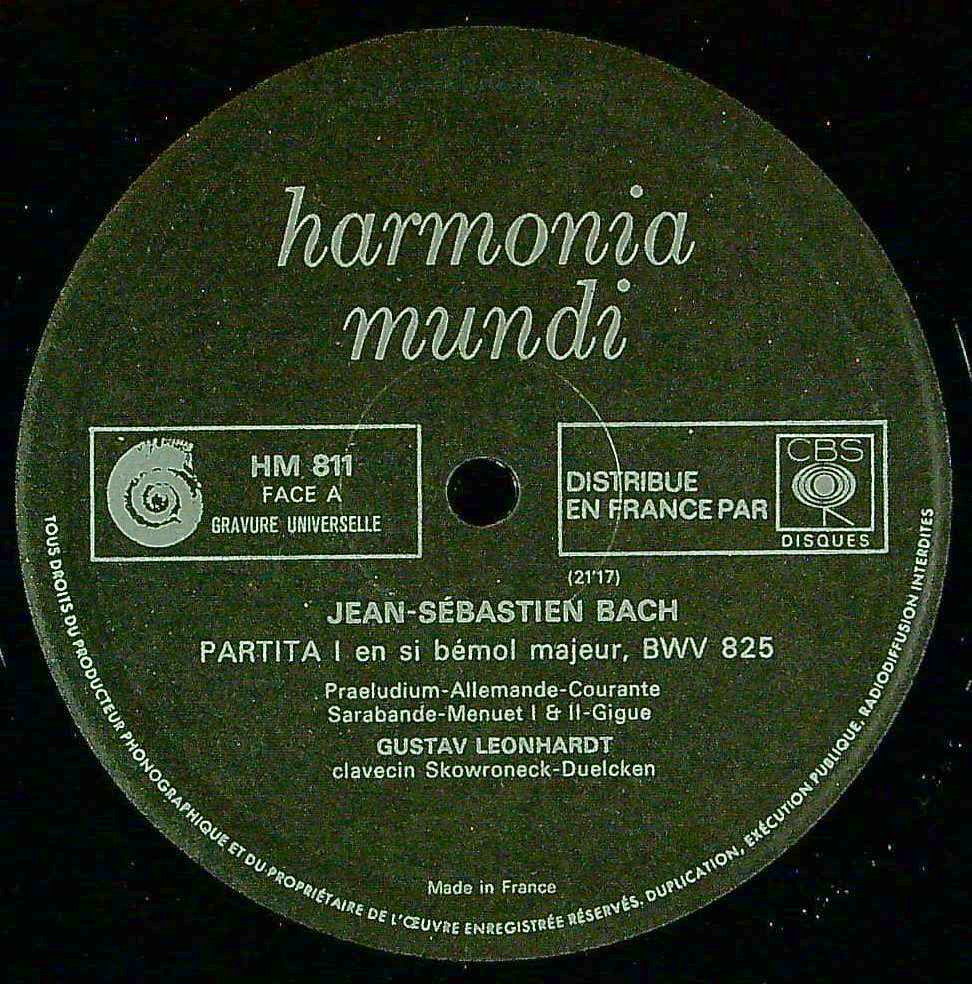 harmonia
mundi
HM 811
FACE A
GRAVURE UNIVERSELLE
DISTRIBUE
EN FRANCE PAR
CBS
DISQUES
(21'17)
JEAN-SÉBASTIEN BACH
PARTITA I en si bémol majeur, BWV 825
Praeludium-Allemande-Courante
Sarabande-Menuet I & II-Gigue
GUSTAV LEONHARDT
clavecin Skowroneck-Duelcken
Made in France
TOUS DROITS DU PRODUCTEUR PHONOGRAPHIQUE ET DU PROPRIÉTAIRE DE L'ŒUVRE ENREGISTRÉE RÉSERVÉS. DUPLICATION, EXÉCUTION PUBLIQUE, RADIODIFFUSION INTERDITES